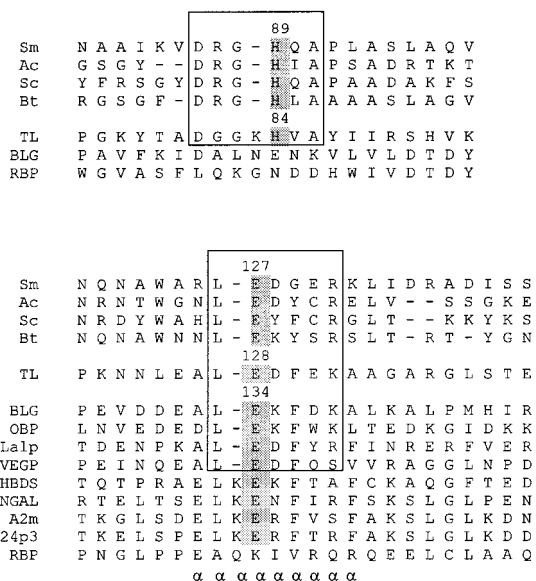 89
Sm N A A I K V D R G - H Q A P L A S L A Q V
Ac G S G Y - - D R G - H I A P S A D R T K T
Sc Y F R S G Y D R G - H Q A P A A D A K F S
Bt R G S G F - D R G - H L A A A A S L A G V
84
TL P G K Y T A D G G K H V A Y I I R S H V K
BLG P A V F K I D A L N E N K V L V L D T D Y
RBP W G V A S F L Q K G N D D H W I V D T D Y
127
Sm N Q N A W A R L - E D G E R K L I D R A D I S S
Ac N R N T W G N L - E D Y C R E L V - - S S G K E
Sc N R D Y W A H L - E Y F C R G L T - - K K Y K S
Bt N Q N A W N N L - E K Y S R S L T - R T - Y G N
128
TL P K N N L E A L - E D F E K A A G A R G L S T E
134
BLG P E V D D E A L - E K F D K A L K A L P M H I R
OBP L N V E D E D L - E K F W K L T E D K G I D K K
Lalp T D E N P K A L - E D F Y R F I N R E R F V E R
VEGP P E I N Q E A L - E D F Q S V V R A G G L N P D
HBDS T Q T P R A E L K E K F T A F C K A Q G F T E D
NGAL R T E L T S E L K E N F I R F S K S L G L P E N
A2m T K G L S D E L K E R F V S F A K S L G L K D N
24p3 T K E L S P E L K E R F T R F A K S L G L K D D
RBP P N G L P P E A Q K I V R Q R Q E E L C L A A Q
α α α α α α α α α